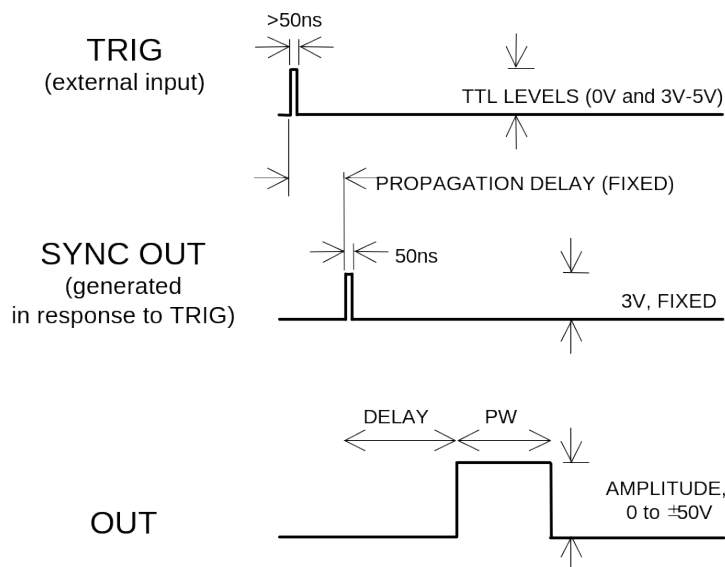 >50ns
TRIG
(external input)
TTL LEVELS (0V and 3V-5V)
PROPAGATION DELAY (FIXED)
SYNC OUT
(generated
in response to TRIG)
50ns
3V, FIXED
DELAY
PW
AMPLITUDE,
0 to ±50V
OUT